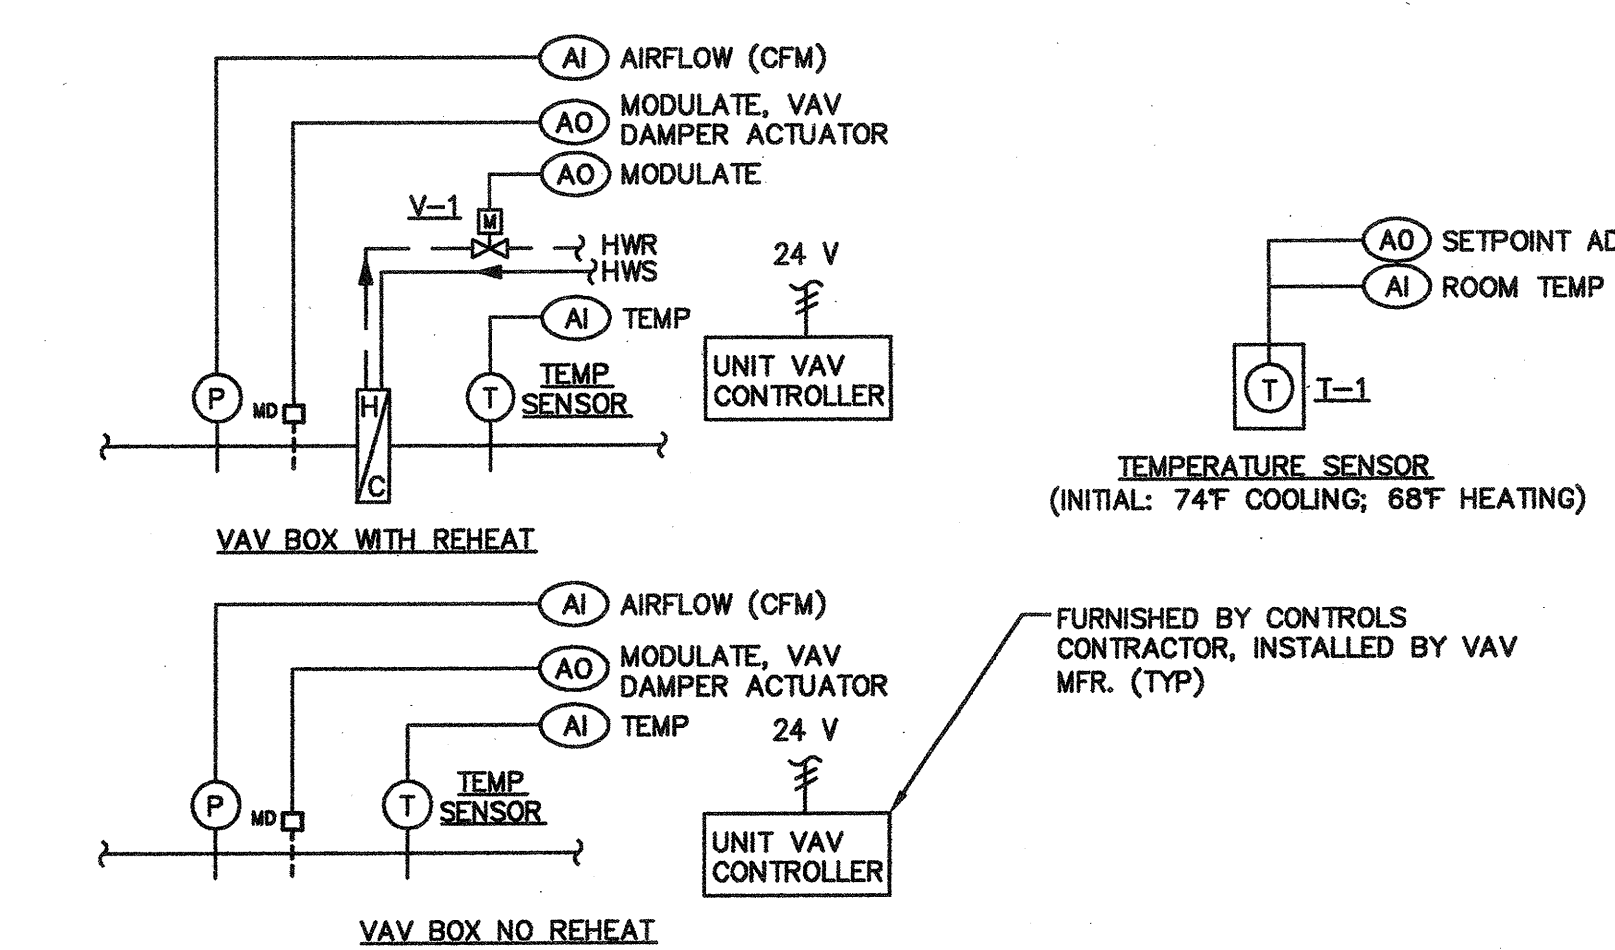 AI AIRFLOW (CFM)
AO MODULATE, VAV
DAMPER ACTUATOR
AO MODULATE
V-1
M
HWR
HWS
AI TEMP
TEMP
SENSOR
P
MD
H
C
T
24 V
UNIT VAV
CONTROLLER
VAV BOX WITH REHEAT
AO SETPOINT AD
AI ROOM TEMP
T
T-1
TEMPERATURE SENSOR
(INITIAL: 74°F COOLING; 68°F HEATING)
AI AIRFLOW (CFM)
AO MODULATE, VAV
DAMPER ACTUATOR
AI TEMP
TEMP
SENSOR
P
MD
T
24 V
UNIT VAV
CONTROLLER
FURNISHED BY CONTROLS
CONTRACTOR, INSTALLED BY VAV
MFR. (TYP)
VAV BOX NO REHEAT